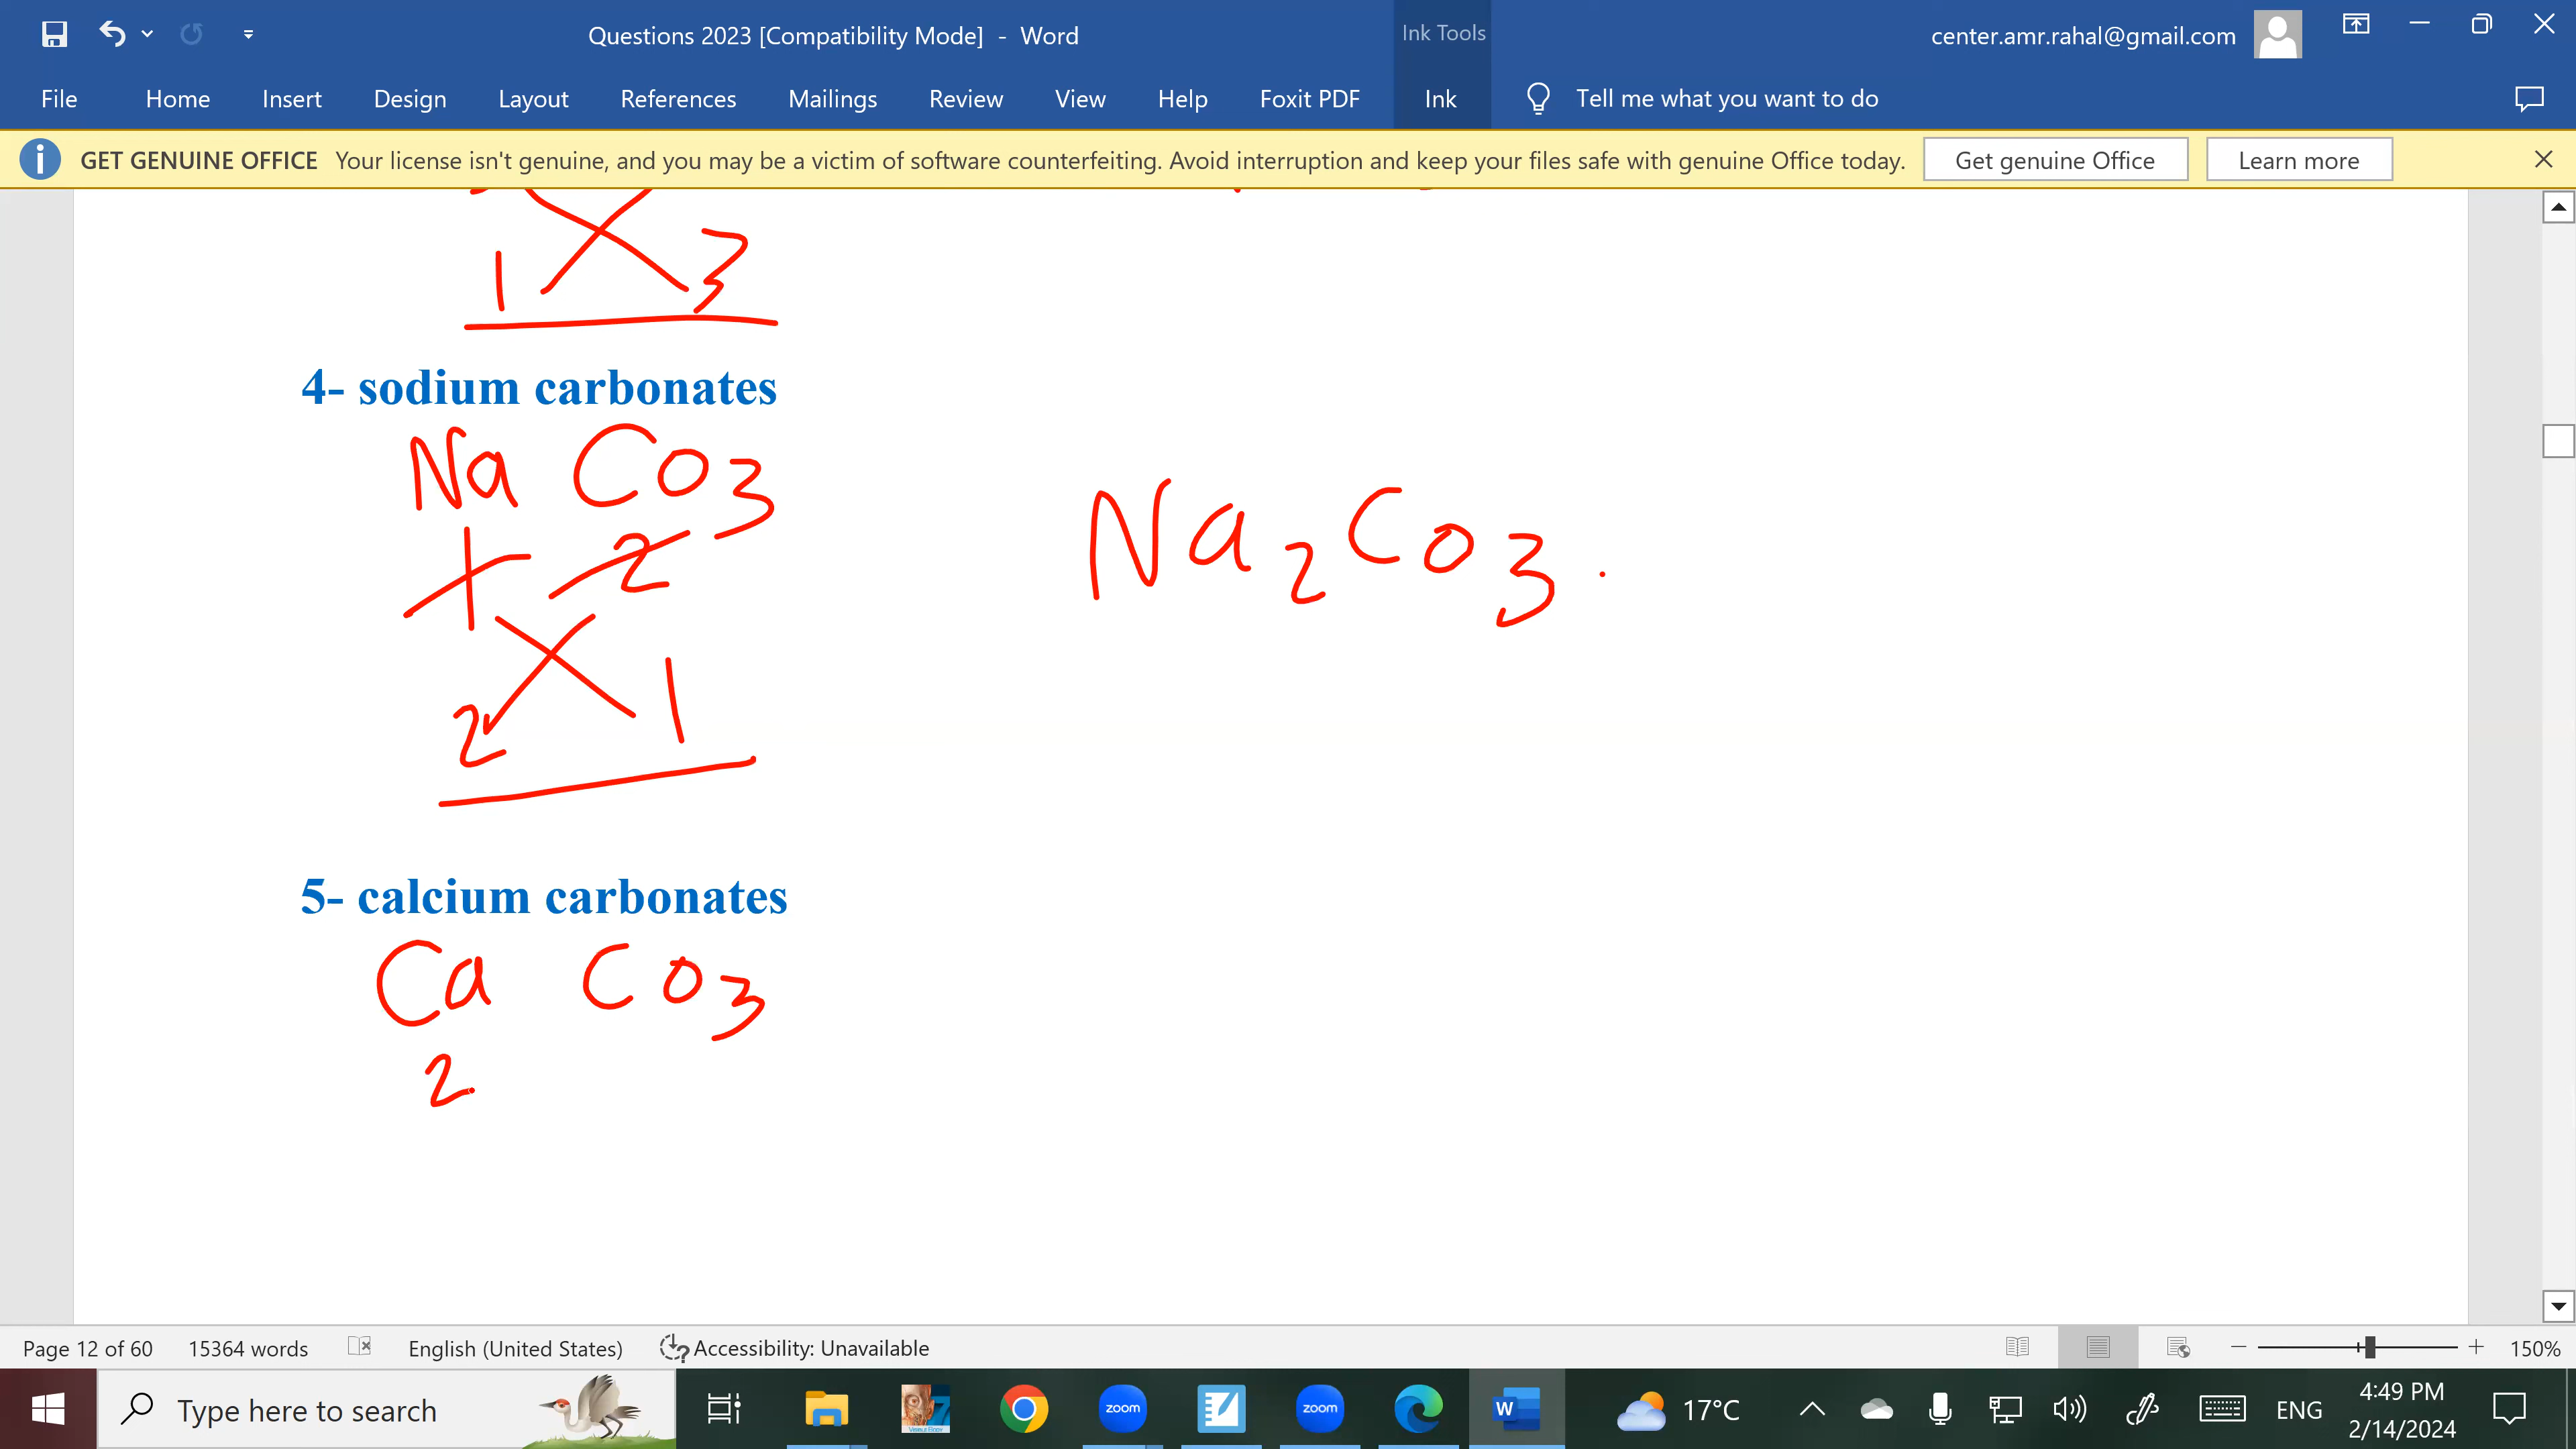 Questions 2023 [Compatibility Mode] - Word
Ink Tools
center.amr.rahal@gmail.com
File Home Insert Design Layout References Mailings Review View Help Foxit PDF Ink Tell me what you want to do
GET GENUINE OFFICE Your license isn't genuine, and you may be a victim of software counterfeiting. Avoid interruption and keep your files safe with genuine Office today. Get genuine Office Learn more
1 3
4- sodium carbonates
Na Co3
+ 2
2 1
Na2Co3.
5- calcium carbonates
Ca Co3
2
Page 12 of 60 15364 words English (United States) Accessibility: Unavailable 150%
Type here to search
zoom
zoom
W
17°C
ENG
4:49 PM
2/14/2024